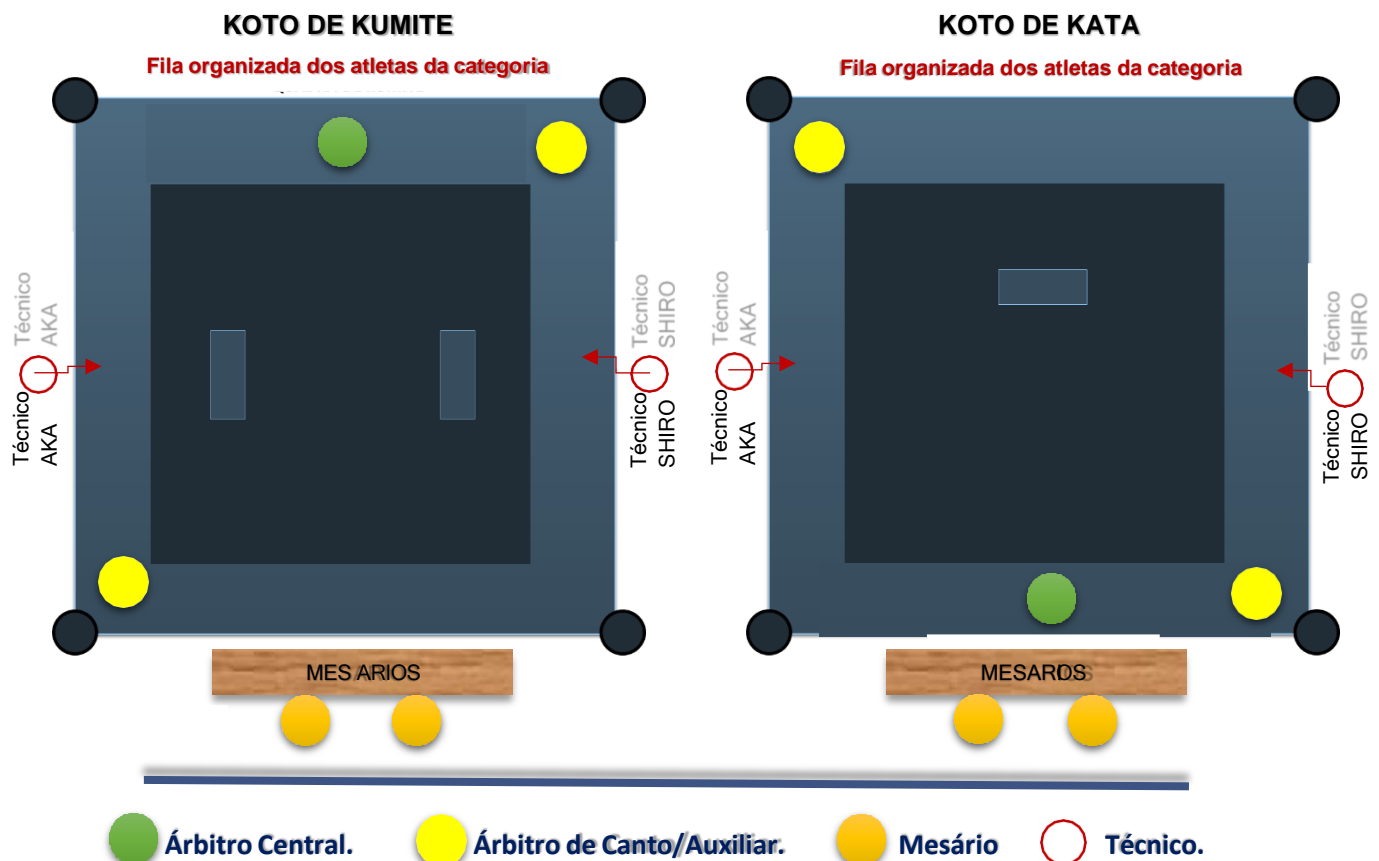 KOTO DE KUMITE
Fila organizada dos atletas da categoria
Técnico
AKA
Técnico
AKA
Técnico
SHIRO
Técnico
SHIRO
MES ARIOS
KOTO DE KATA
Fila organizada dos atletas da categoria
Técnico
AKA
Técnico
AKA
Técnico
SHIRO
Técnico
SHIRO
MESARIOS
Árbitro Central.
Árbitro de Canto/Auxiliar.
Mesário
Técnico.